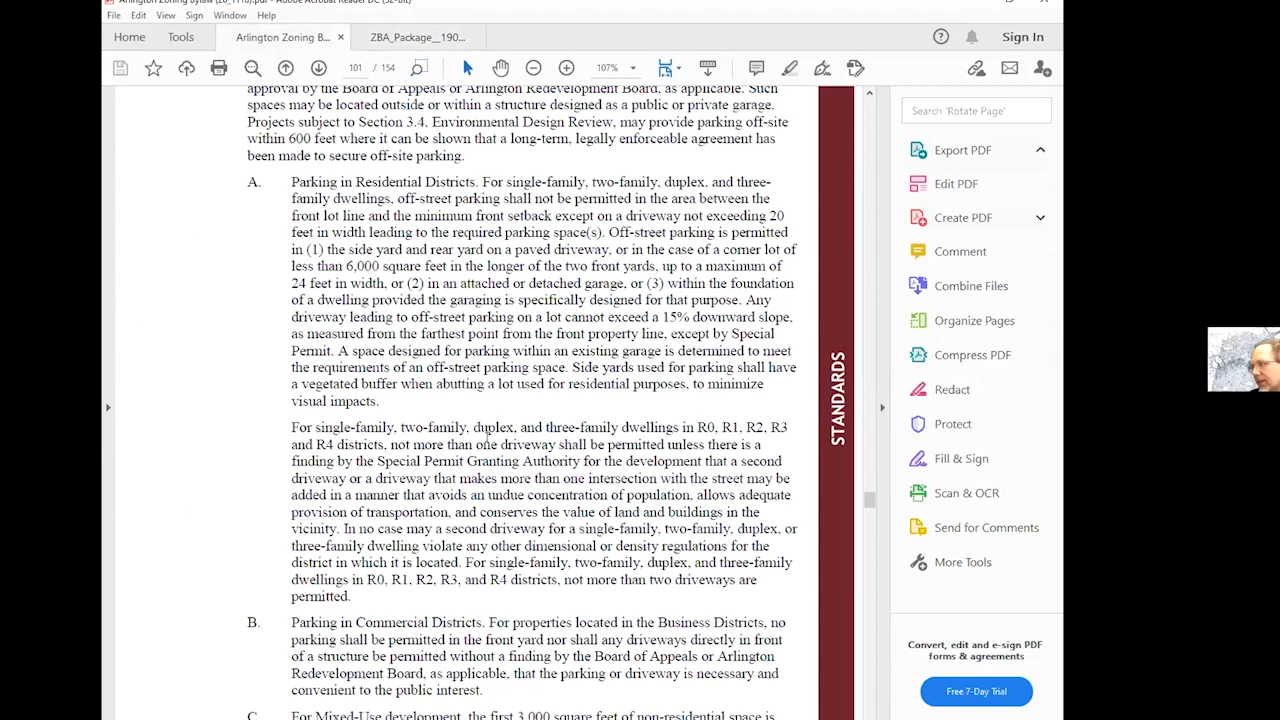 Arlington Zoning Bylaw (28_1118).pdf - Adobe Acrobat Reader DC (32-bit)
File Edit View Sign Window Help
Home Tools Arlington Zoning B... × ZBA_Package__190... Sign In
101 / 154 107%
approval by the Board of Appeals or Arlington Redevelopment Board, as applicable. Such
spaces may be located outside or within a structure designed as a public or private garage.
Projects subject to Section 3.4, Environmental Design Review, may provide parking off-site
within 600 feet where it can be shown that a long-term, legally enforceable agreement has
been made to secure off-site parking.
A. Parking in Residential Districts. For single-family, two-family, duplex, and three-
family dwellings, off-street parking shall not be permitted in the area between the
front lot line and the minimum front setback except on a driveway not exceeding 20
feet in width leading to the required parking space(s). Off-street parking is permitted
in (1) the side yard and rear yard on a paved driveway, or in the case of a corner lot of
less than 6,000 square feet in the longer of the two front yards, up to a maximum of
24 feet in width, or (2) in an attached or detached garage, or (3) within the foundation
of a dwelling provided the garaging is specifically designed for that purpose. Any
driveway leading to off-street parking on a lot cannot exceed a 15% downward slope,
as measured from the farthest point from the front property line, except by Special
Permit. A space designed for parking within an existing garage is determined to meet
the requirements of an off-street parking space. Side yards used for parking shall have
a vegetated buffer when abutting a lot used for residential purposes, to minimize
visual impacts.
For single-family, two-family, duplex, and three-family dwellings in R0, R1, R2, R3
and R4 districts, not more than one driveway shall be permitted unless there is a
finding by the Special Permit Granting Authority for the development that a second
driveway or a driveway that makes more than one intersection with the street may be
added in a manner that avoids an undue concentration of population, allows adequate
provision of transportation, and conserves the value of land and buildings in the
vicinity. In no case may a second driveway for a single-family, two-family, duplex, or
three-family dwelling violate any other dimensional or density regulations for the
district in which it is located. For single-family, two-family, duplex, and three-family
dwellings in R0, R1, R2, R3, and R4 districts, not more than two driveways are
permitted.
B. Parking in Commercial Districts. For properties located in the Business Districts, no
parking shall be permitted in the front yard nor shall any driveways directly in front
of a structure be permitted without a finding by the Board of Appeals or Arlington
Redevelopment Board, as applicable, that the parking or driveway is necessary and
convenient to the public interest.
C. For Mixed-Use development, the first 3,000 square feet of non-residential space is
STANDARDS
Search 'Rotate Page'
Export PDF
Edit PDF
Create PDF
Comment
Combine Files
Organize Pages
Compress PDF
Redact
Protect
Fill & Sign
Scan & OCR
Send for Comments
More Tools
Convert, edit and e-sign PDF
forms & agreements
Free 7-Day Trial